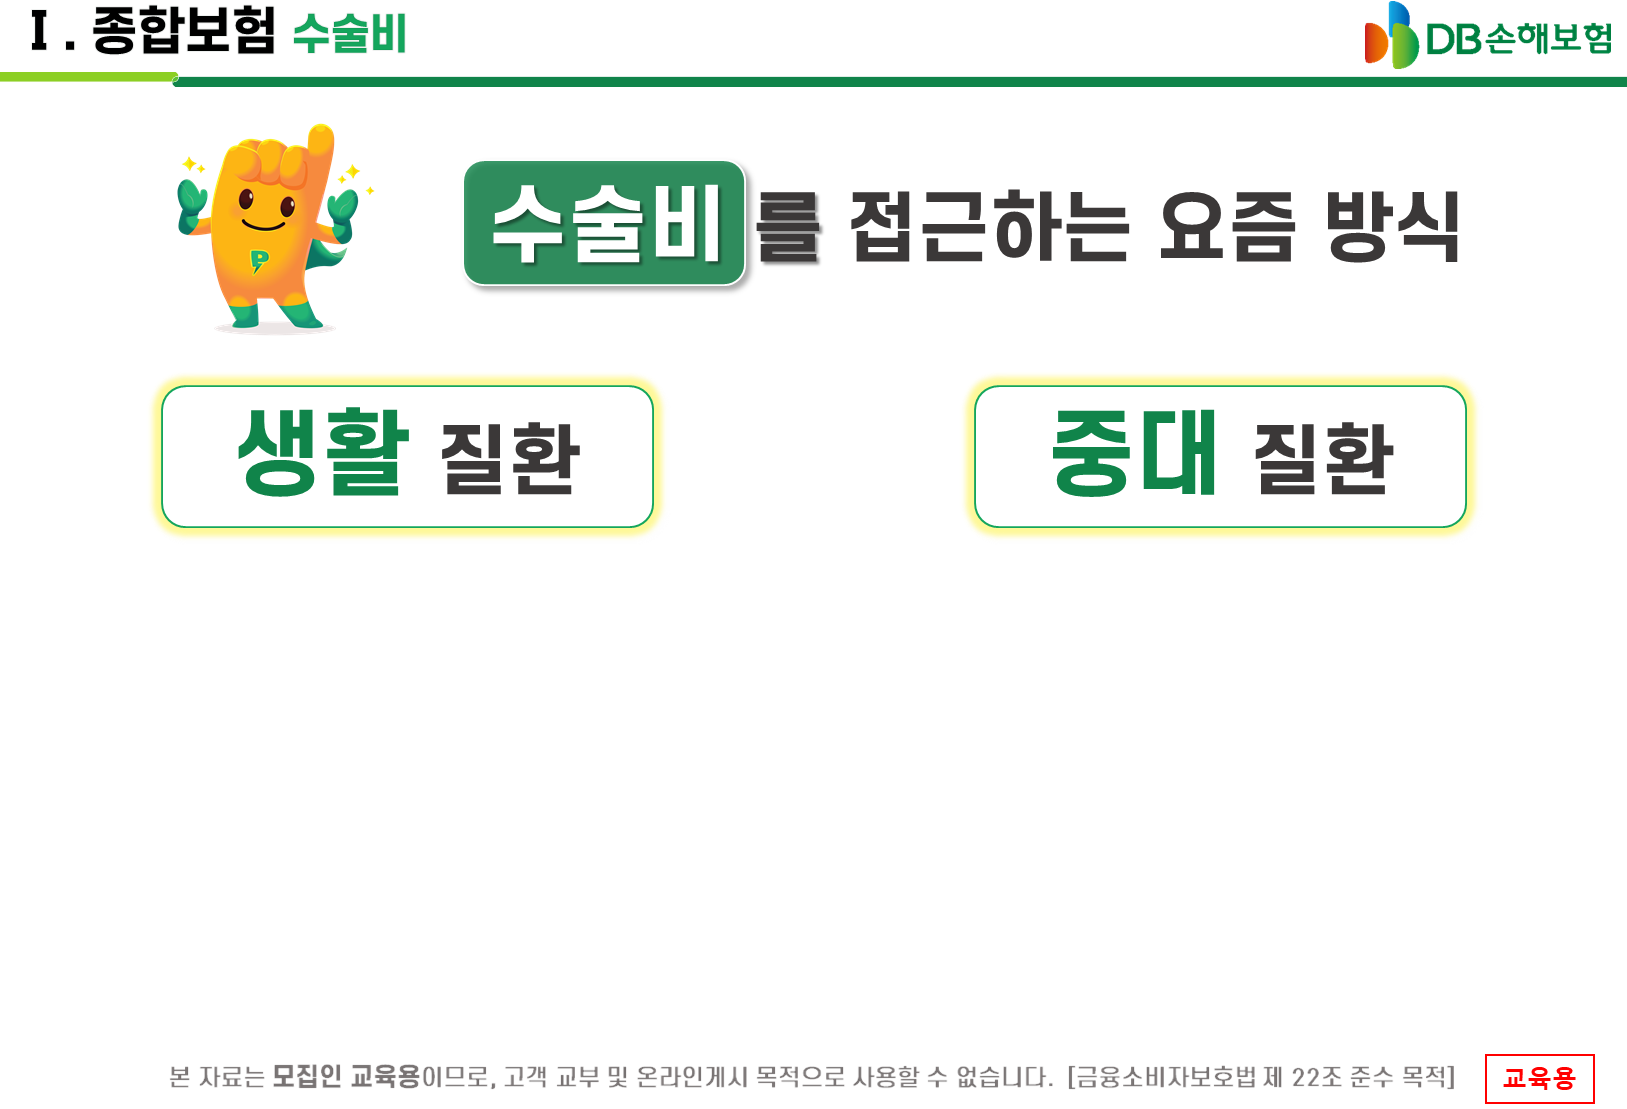 Ⅰ. 종합보험 수술비
DB손해보험
수술비를 접근하는 요즘 방식
P
생활 질환
중대 질환
본 자료는 모집인 교육용이므로, 고객 교부 및 온라인게시 목적으로 사용할 수 없습니다. [금융소비자보호법 제 22조 준수 목적]
교육용